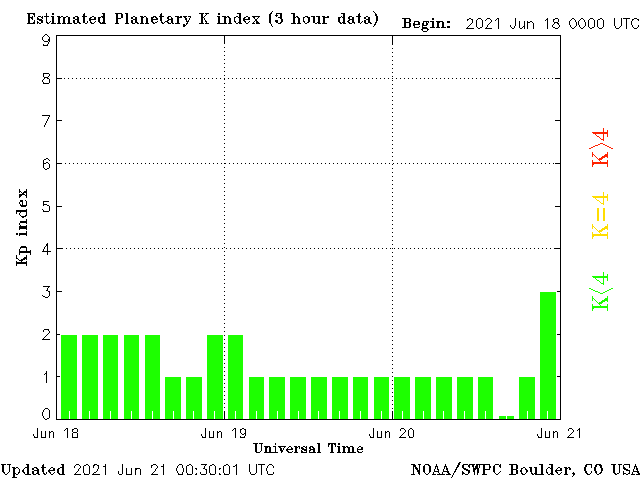 Estimated Planetary K index (3 hour data)
Begin: 2021 Jun 18 0000 UTC
9
8
7
6
5
4
3
2
1
0
Kp index
K>4
K=4
K<4
Jun 18 Jun 19 Jun 20 Jun 21
Universal Time
Updated 2021 Jun 21 00:30:01 UTC
NOAA/SWPC Boulder, CO USA